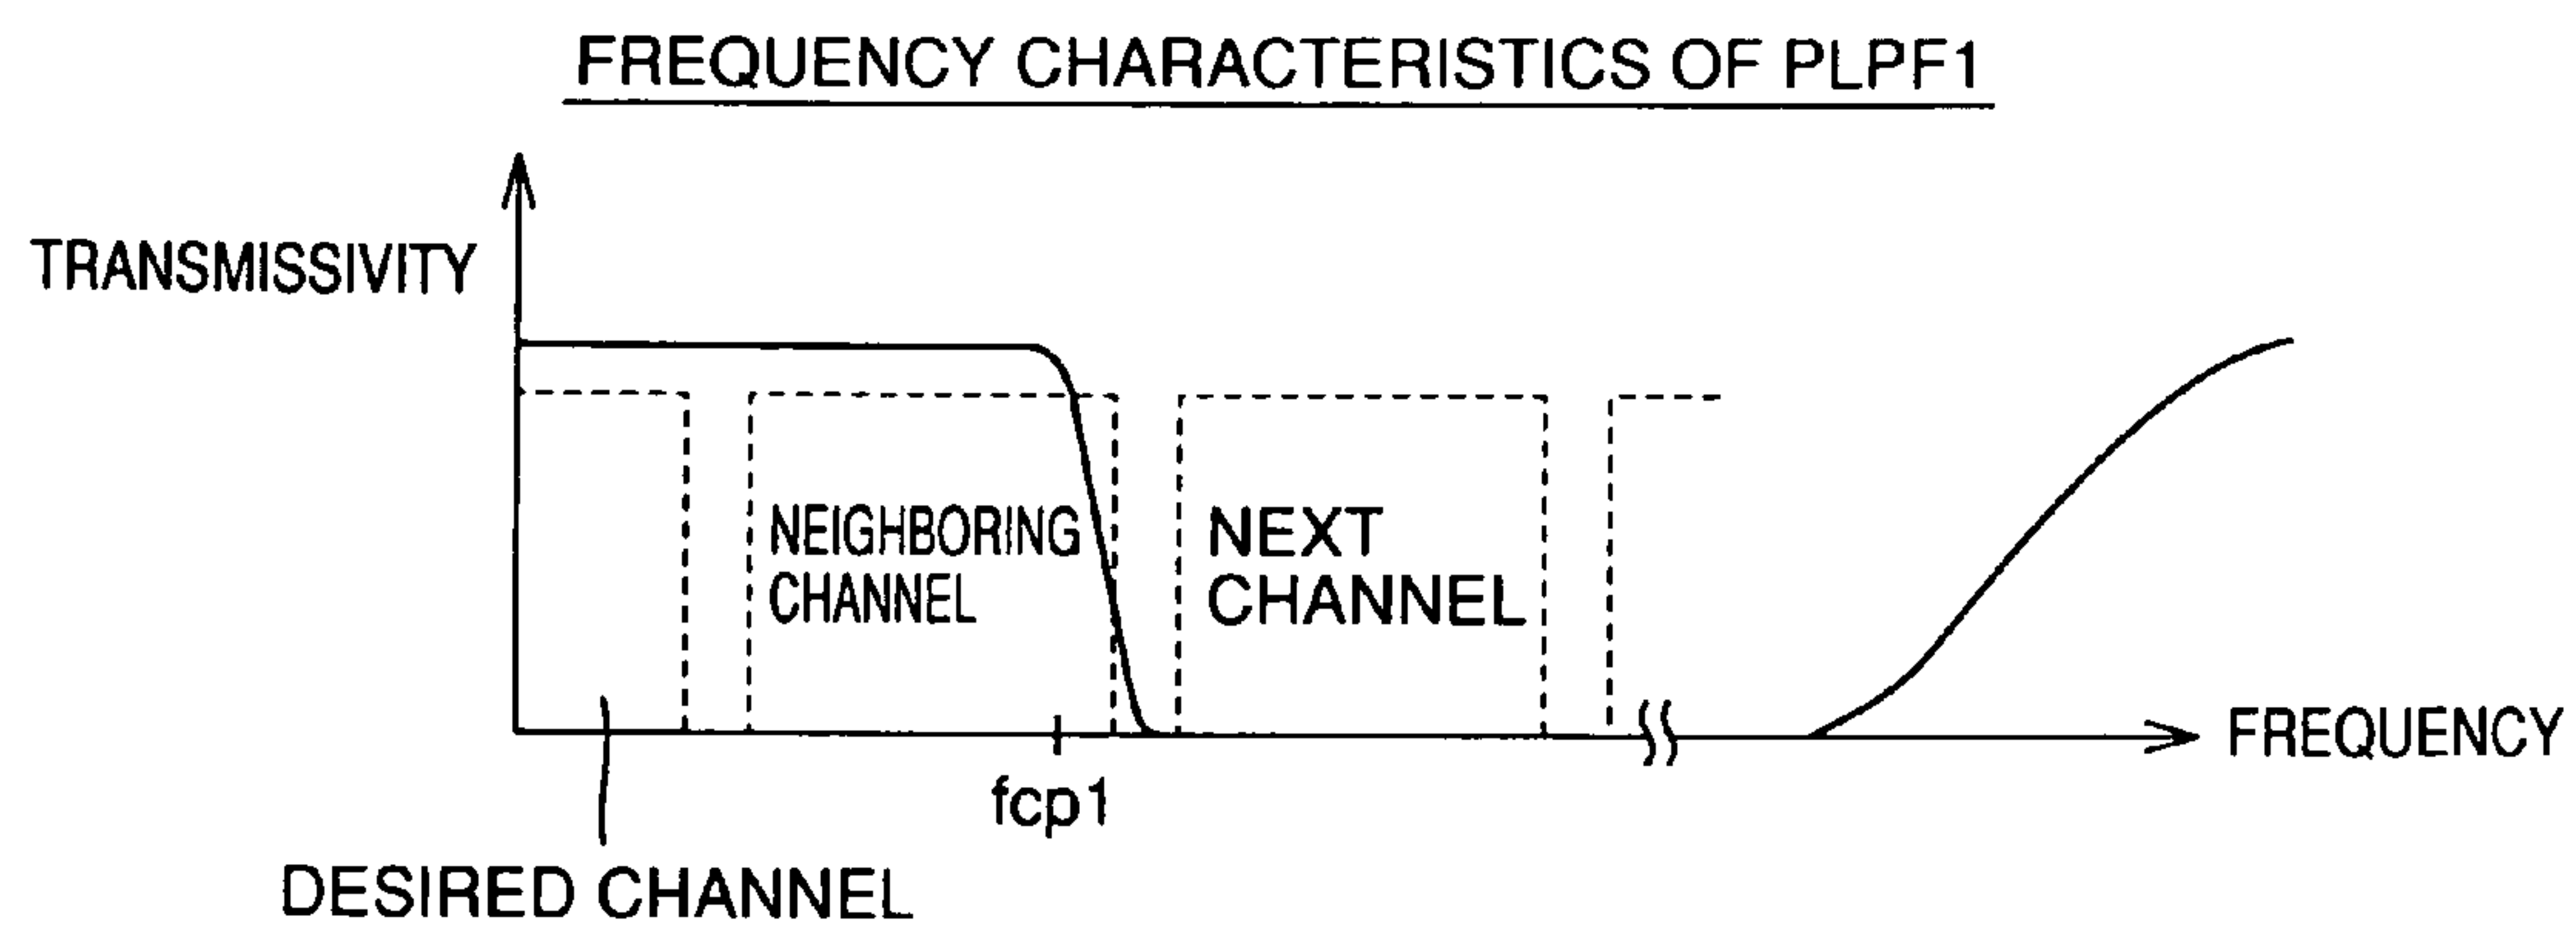 FREQUENCY CHARACTERISTICS OF PLPF1
TRANSMISSIVITY
NEIGHBORING
CHANNEL
NEXT
CHANNEL
FREQUENCY
fcp1
DESIRED CHANNEL